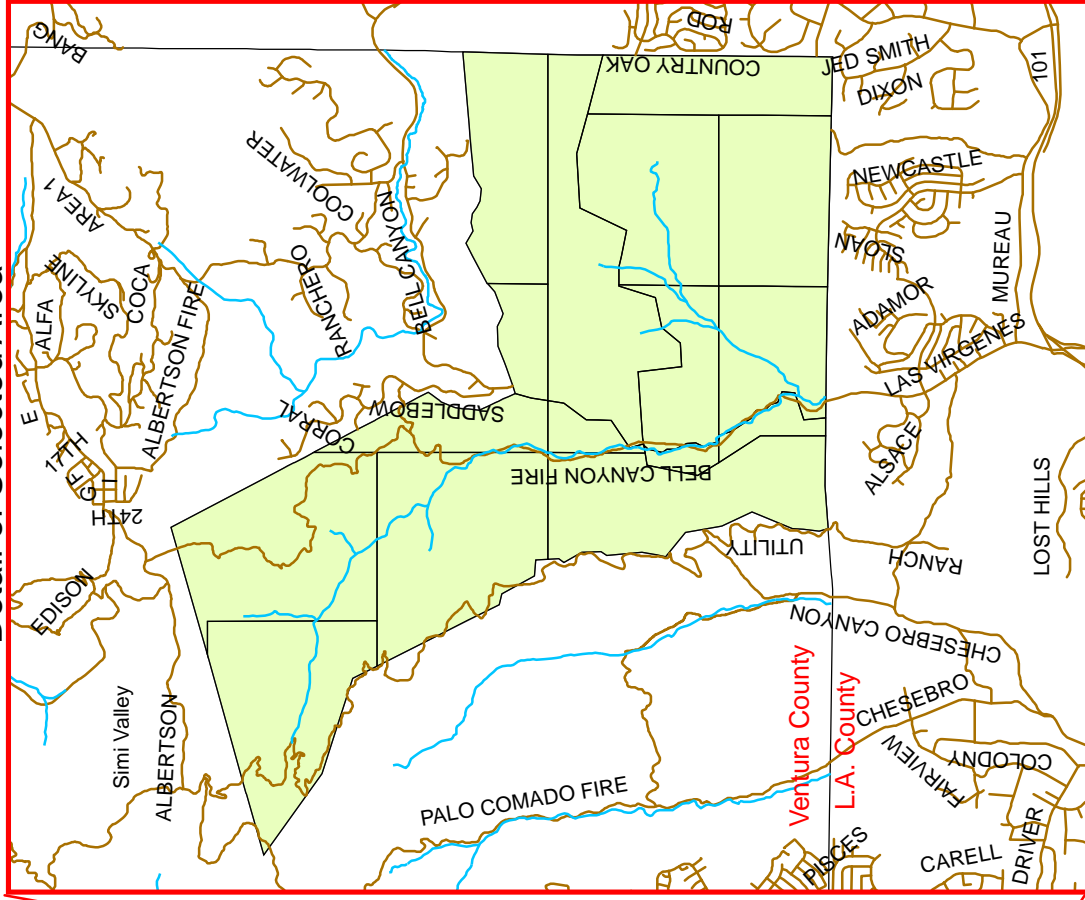 BANG
ROD
JED SMITH
101
COUNTRY OAK
DIXON
COOLWATER
NEWCASTLE
AREA 1
BELL CANYON
SLOAN
MUREAU
SKYLINE
COCA
RANCHERO
ADAMOR
ALFA
ALBERTSON FIRE
LAS VIRGENES
E
SADDLEBOW
CORRAL
H
17
F
G
I
BELL CANYON FIRE
ALSACE
24TH
LOST HILLS
UTILITY
RANCH
EDISON
CHESEBRO CANYON
Simi Valley
ALBERTSON
Ventura County
L.A. County
CHESEBRO
FAIRVIEW
COLODNY
PALO COMADO FIRE
PISCES
CARELL
DRIVER